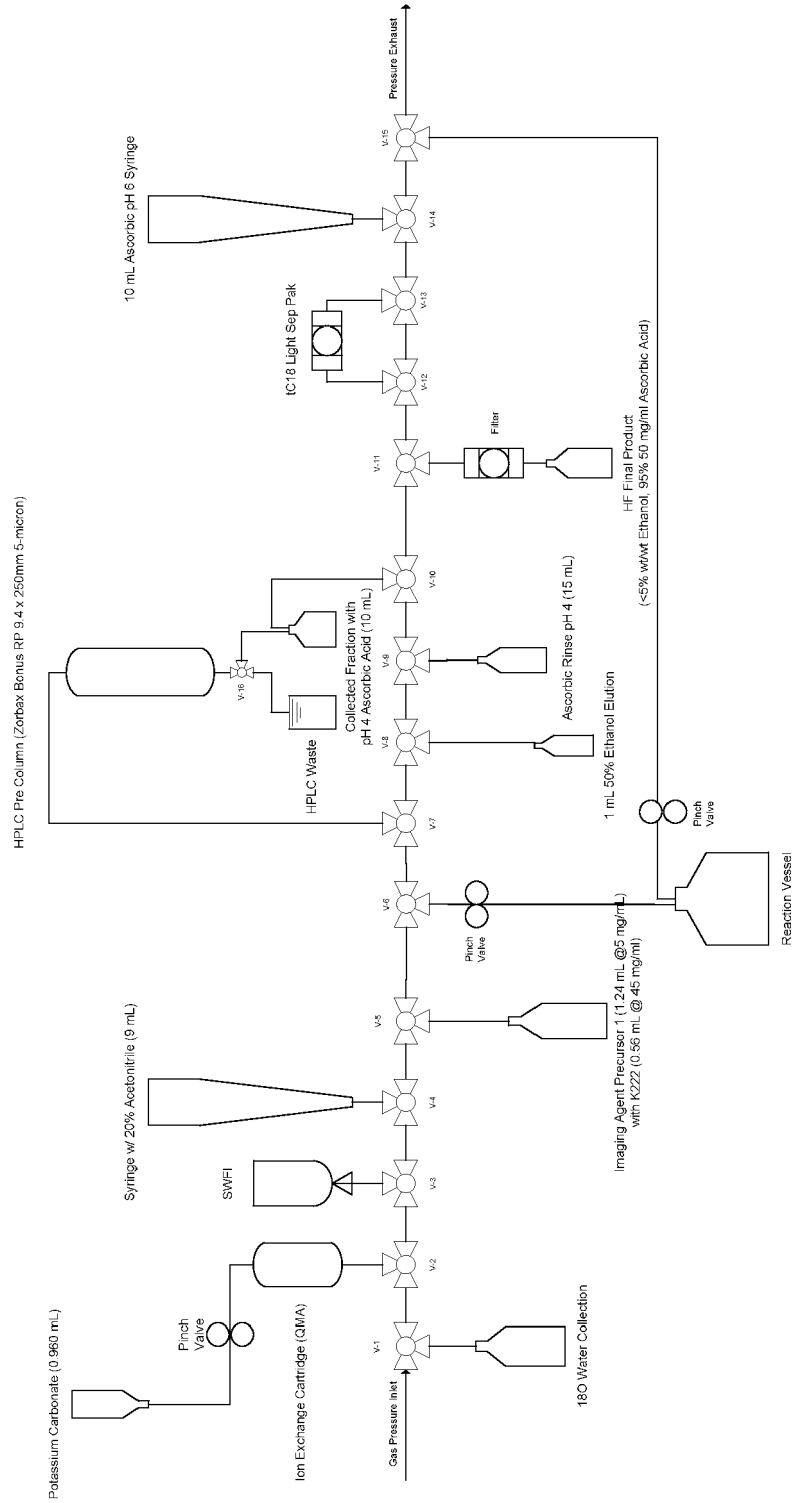 Potassium Carbonate (0.960 mL)
Pinch
Valve
Ion Exchange Cartridge (QMA)
Gas Pressure Inlet
V-1
18O Water Collection
V-2
SWFI
V-3
Syringe w/ 20% Acetonitrile (9 mL)
V-4
V-5
Imaging Agent Precursor 1 (1.24 mL @5 mg/mL)
with K222 (0.56 mL @ 45 mg/ml)
V-6
Pinch
Valve
Reaction Vessel
HPLC Pre Column (Zorbax Bonus RP 9.4 x 250mm 5-micron)
V-7
V-16
HPLC Waste
Collected Fraction with
pH 4 Ascorbic Acid (10 mL)
V-8
1 mL 50% Ethanol Elution
V-9
Ascorbic Rinse pH 4 (15 mL)
V-10
V-11
Filter
HF Final Product
(<5% wt/wt Ethanol, 95% 50 mg/ml Ascorbic Acid)
Pinch
Valve
tC18 Light Sep Pak
V-12
V-13
10 mL Ascorbic pH 6 Syringe
V-14
V-15
Pressure Exhaust